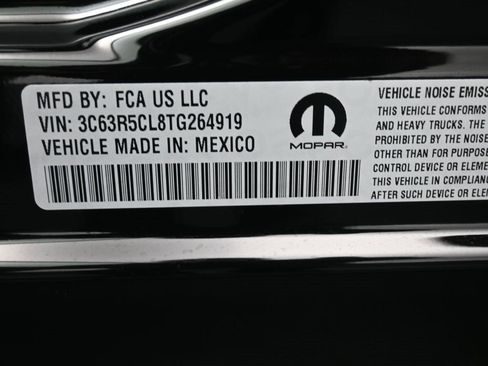 MFD BY: FCA US LLC
VIN: 3C63R5CL8TG264919
VEHICLE MADE IN: MEXICO
MOPAR
VEHICLE NOISE EMISS
THIS VEHICLE CONFORMS
AND HEAVY TRUCKS. THE
PROHIBITED BY THE NOISE
OTHER THAN FOR PURPOSE
CONTROL DEVICE OR ELEME
THIS VEHICLE IN COMPLIANC
AFTER SUCH DEVICE OR ELEM